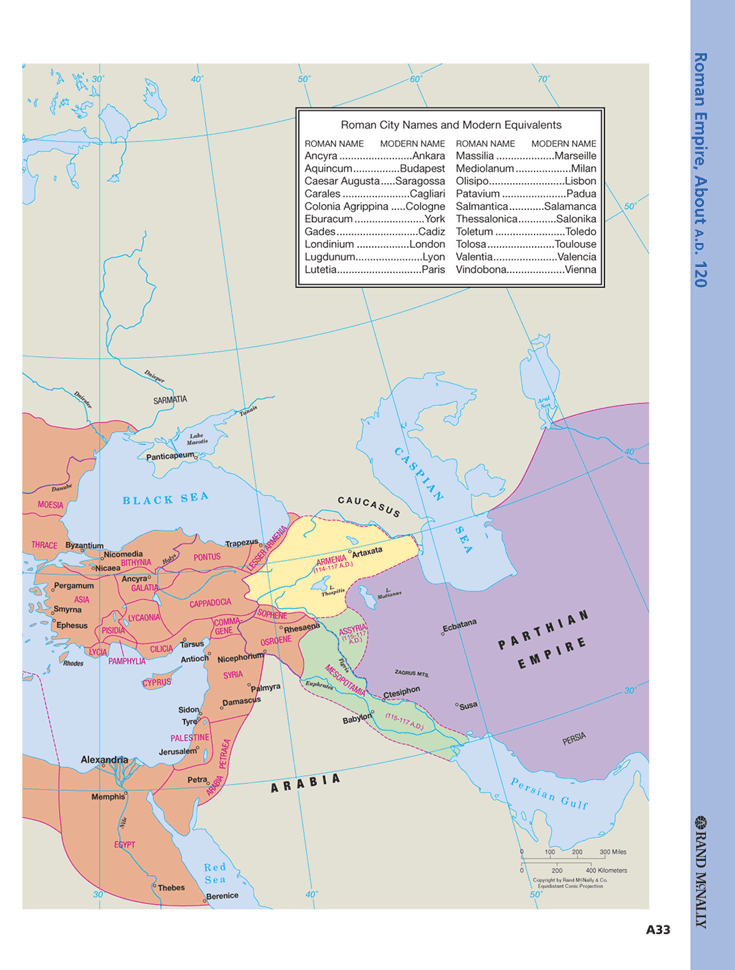 Roman Empire, About A.D. 120
30° 40° 50° 60° 70°
Roman City Names and Modern Equivalents
ROMAN NAME MODERN NAME ROMAN NAME MODERN NAME
Ancyra.........................Ankara Massilia....................Marseille
Aquincum................Budapest Mediolanum...................Milan
Caesar Augusta.....Saragossa Olisipo..........................Lisbon
Carales.......................Cagliari Patavium......................Padua
Colonia Agrippina.....Cologne Salmantica............Salamanca
Eburacum........................York Thessalonica.............Salonika
Gades............................Cadiz Toletum........................Toledo
Londinium..................London Tolosa.......................Toulouse
Lugdunum.......................Lyon Valentia......................Valencia
Lutetia.............................Paris Vindobona....................Vienna
50°
Dnieper
Dniester
SARMATIA
Tanais
Aral
Sea
Lake
Maeotis
Panticapeum
40°
CASPIAN SEA
Danube
BLACK SEA
CAUCASUS
MOESIA
THRACE
Byzantium
Nicomedia
BITHYNIA
Nicaea
Halys
PONTUS
Trapezus
LESSER ARMENIA
ARMENIA
(114-117 A.D.)
Artaxata
Ancyra
GALATIA
Pergamum
ASIA
Smyrna
Ephesus
LYCAONIA
CAPPADOCIA
L.
Thospitis
L.
Matianus
PISIDIA
COMMA-
GENE
SOPHENE
Rhesaena
OSROENE
ASSYRIA
(115-117
A.D.)
Ecbatana
PARTHIAN
EMPIRE
LYCIA
PAMPHYLIA
CILICIA
Tarsus
Antioch
Nicephorium
Rhodes
CYPRUS
SYRIA
Tigris
MESOPOTAMIA
ZAGRUS MTS.
Palmyra
Euphrates
Ctesiphon
Damascus
Sidon
Tyre
Babylon
(115-117 A.D.)
Susa
30°
PERSIA
PALESTINE
Jerusalem
Alexandria
Petra
ARABIA PETRAEA
ARABIA
Memphis
Persian Gulf
Nile
EGYPT
Red
Sea
Thebes
Berenice
0 100 200 300 Miles
0 200 400 Kilometers
Copyright by Rand McNally & Co.
Equidistant Conic Projection
30° 40° 50°
RAND McNALLY
A33